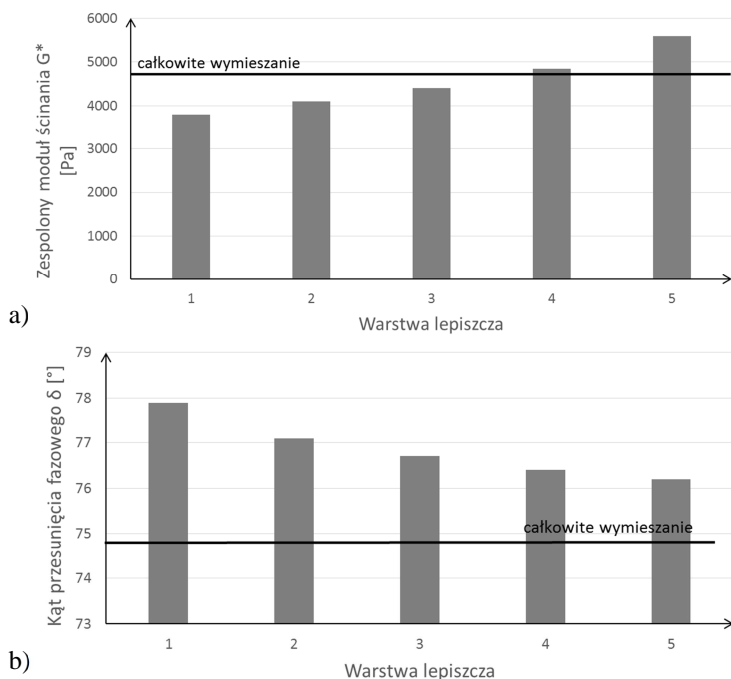 6000
5000
4000
3000
2000
1000
0
Zespolony moduł ścinania G*
[Pa]
całkowite wymieszanie
1 2 3 4 5
Warstwa lepiszcza
a)
79
78
77
76
75
74
73
Kąt przesunięcia fazowego δ [°]
całkowite wymieszanie
1 2 3 4 5
Warstwa lepiszcza
b)